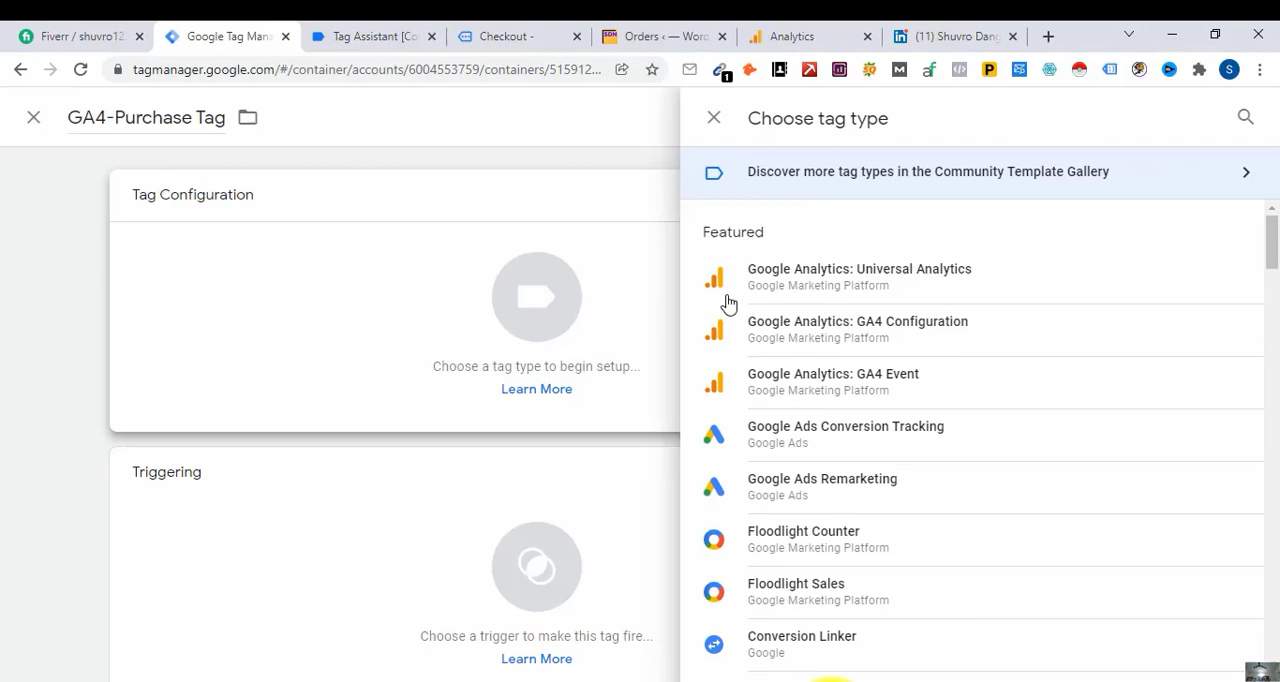 Fiverr / shuvro12
Google Tag Man
Tag Assistant [Co
Checkout -
Orders ‹ — Wor
Analytics
(11) Shuvro Dang
tagmanager.google.com/#/container/accounts/6004553759/containers/515912...
GA4-Purchase Tag
Choose tag type
Discover more tag types in the Community Template Gallery
Tag Configuration
Choose a tag type to begin setup...
Learn More
Triggering
Choose a trigger to make this tag fire...
Learn More
Featured
Google Analytics: Universal Analytics
Google Marketing Platform
Google Analytics: GA4 Configuration
Google Marketing Platform
Google Analytics: GA4 Event
Google Marketing Platform
Google Ads Conversion Tracking
Google Ads
Google Ads Remarketing
Google Ads
Floodlight Counter
Google Marketing Platform
Floodlight Sales
Google Marketing Platform
Conversion Linker
Google